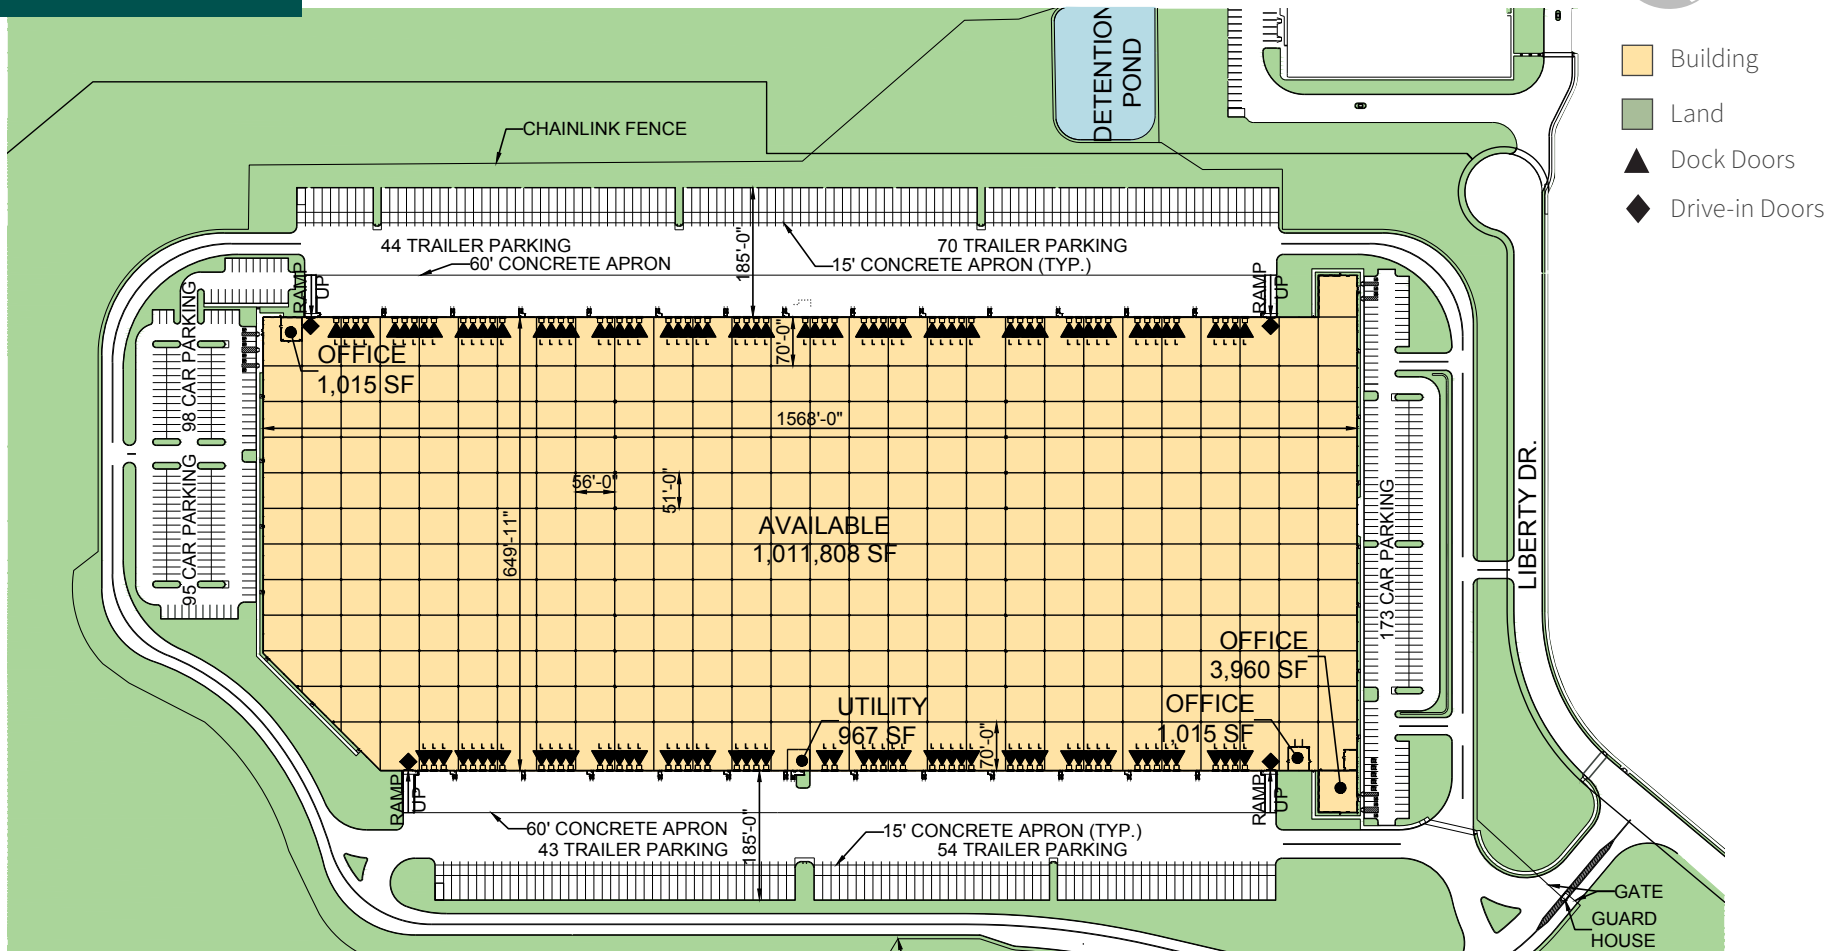 DETENTION
POND
Building
Land
Dock Doors
Drive-in Doors
CHAINLINK FENCE
44 TRAILER PARKING
60' CONCRETE APRON
185'-0"
70 TRAILER PARKING
15' CONCRETE APRON (TYP.)
RAMP
UP
RAMP
UP
OFFICE
1,015 SF
70'-0"
98 CAR PARKING
95 CAR PARKING
1568'-0"
56'-0"
51'-0"
649'-11"
AVAILABLE
1,011,808 SF
173 CAR PARKING
LIBERTY DR.
OFFICE
3,960 SF
OFFICE
1,015 SF
UTILITY
967 SF
70'-0"
RAMP
UP
RAMP
UP
60' CONCRETE APRON
43 TRAILER PARKING
185'-0"
15' CONCRETE APRON (TYP.)
54 TRAILER PARKING
GATE
GUARD
HOUSE